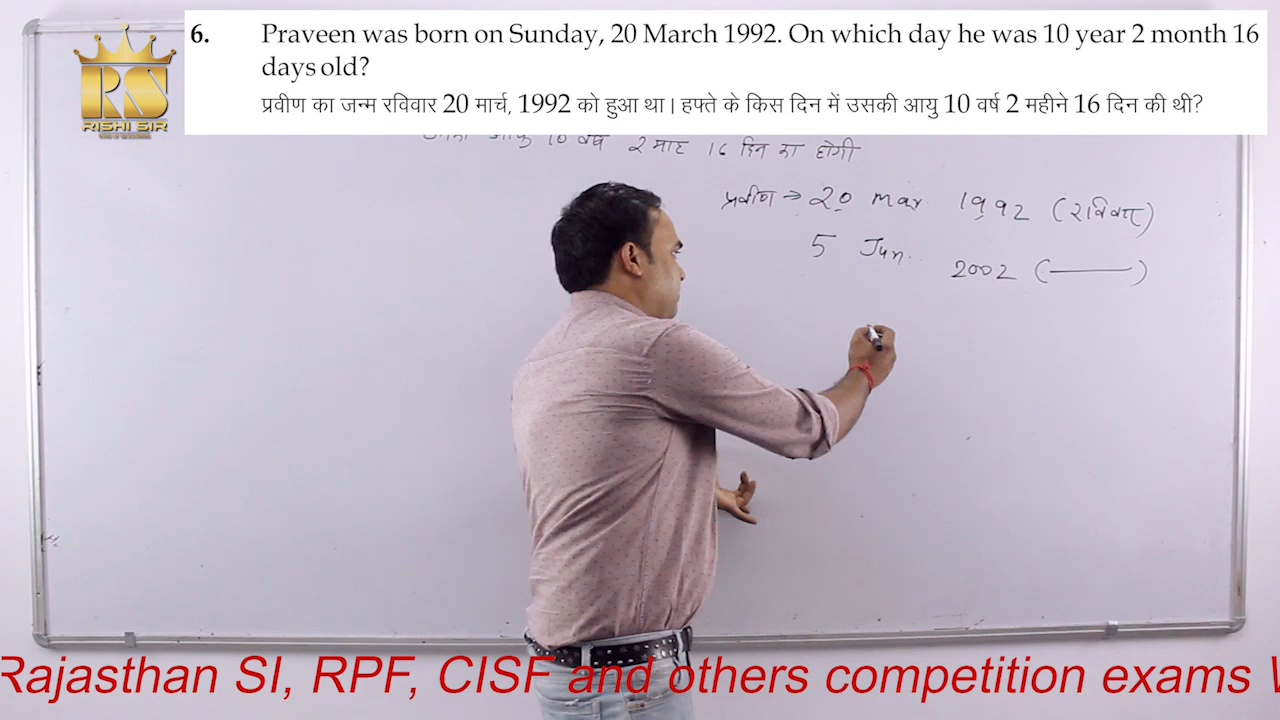 6. Praveen was born on Sunday, 20 March 1992. On which day he was 10 year 2 month 16
days old?
प्रवीण का जन्म रविवार 20 मार्च, 1992 को हुआ था। हफ्ते के किस दिन में उसकी आयु 10 वर्ष 2 महीने 16 दिन की थी?
RS
RISHI SIR
आयु 10 वर्ष 2 माह 16 दिन का होगी
प्रवीण → 20 mar. 1992 (रविवार)
5 Jun. 2002 ( )
Rajasthan SI, RPF, CISF and others competition exams